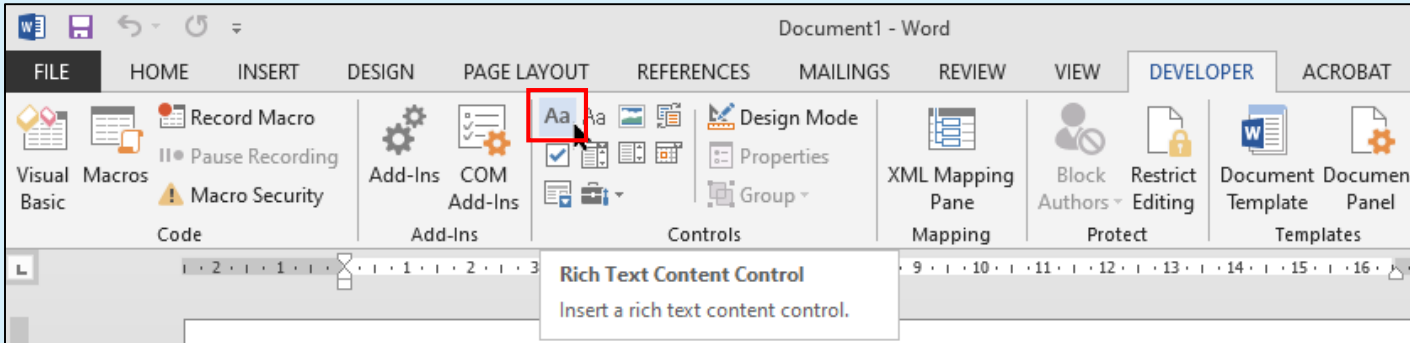 Document1 - Word
FILE HOME INSERT DESIGN PAGE LAYOUT REFERENCES MAILINGS REVIEW VIEW DEVELOPER ACROBAT
Aa Aa
Record Macro
Pause Recording
Macro Security
Visual Basic
Macros
Code
Add-Ins
COM Add-Ins
Add-Ins
Design Mode
Properties
Group
Controls
XML Mapping Pane
Mapping
Block Authors
Restrict Editing
Protect
Document Template
Documen Panel
Templates
L
2 1 1 2 3 9 10 11 12 13 14 15 16
Rich Text Content Control
Insert a rich text content control.